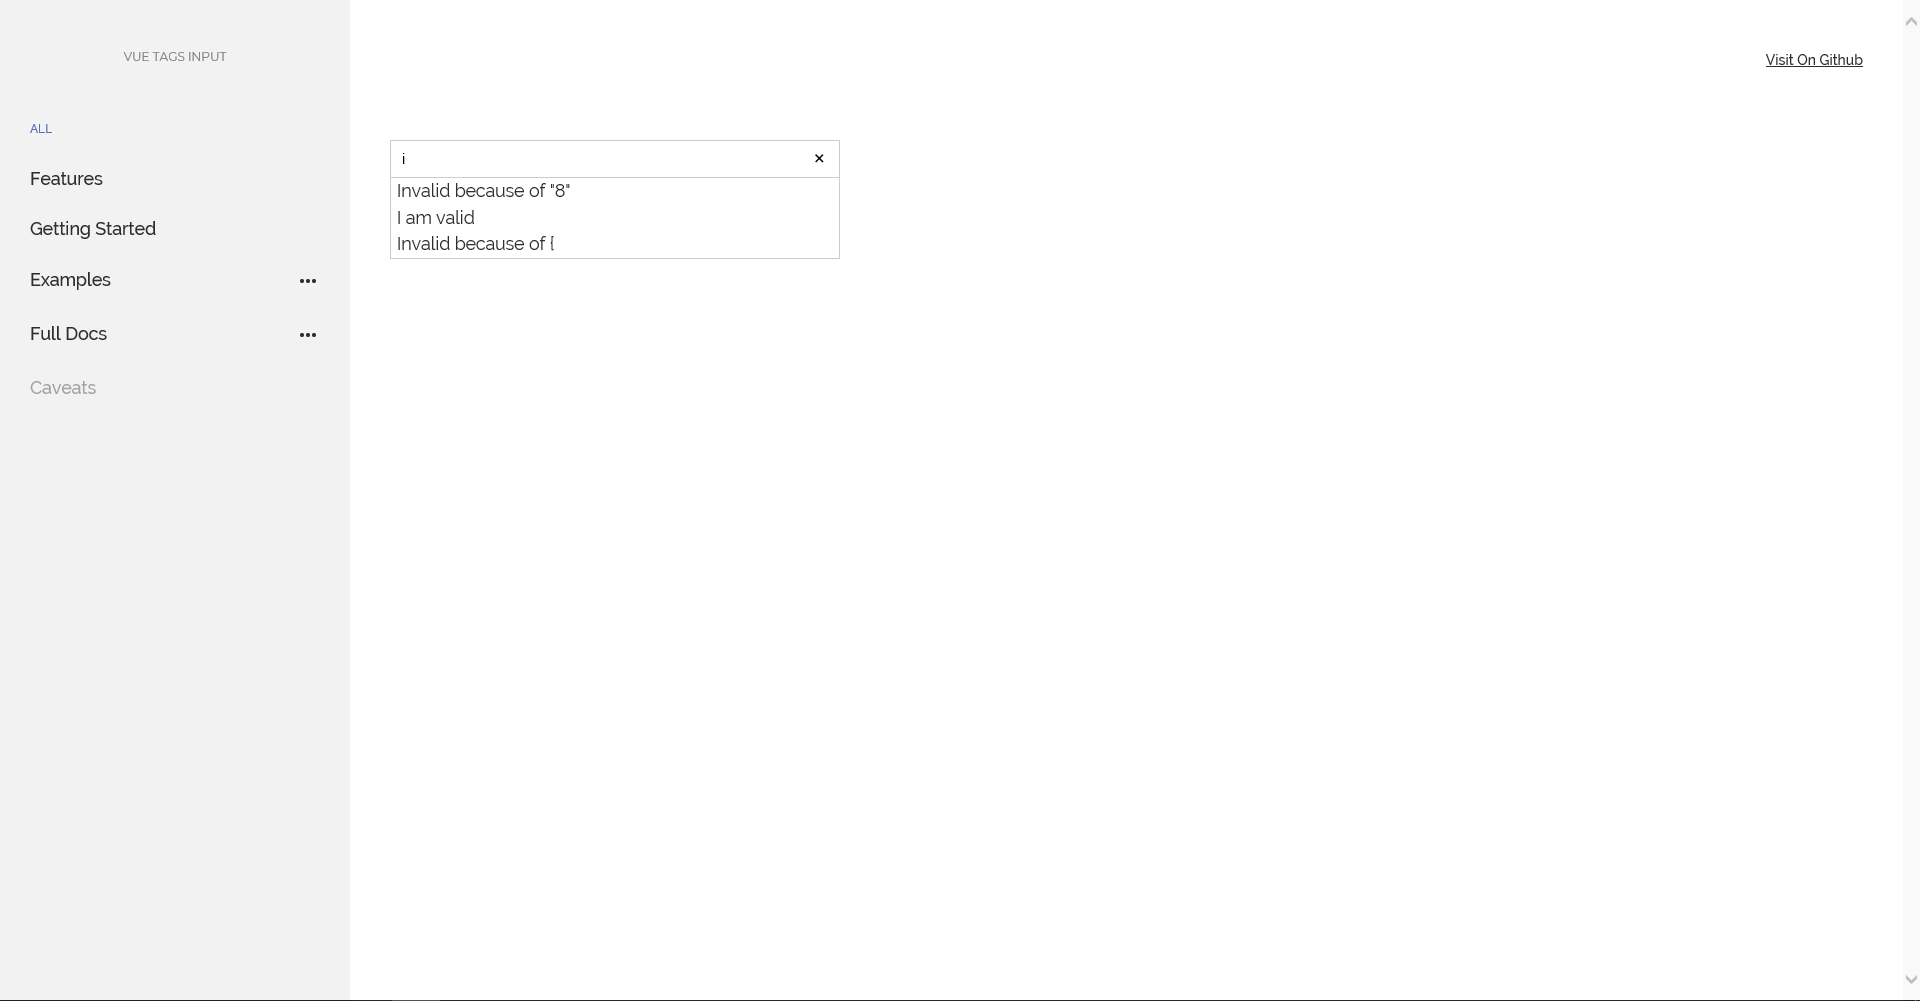 VUE TAGS INPUT
Visit On Github
ALL
Features
Getting Started
Examples
Full Docs
Caveats
i
Invalid because of "8"
I am valid
Invalid because of {